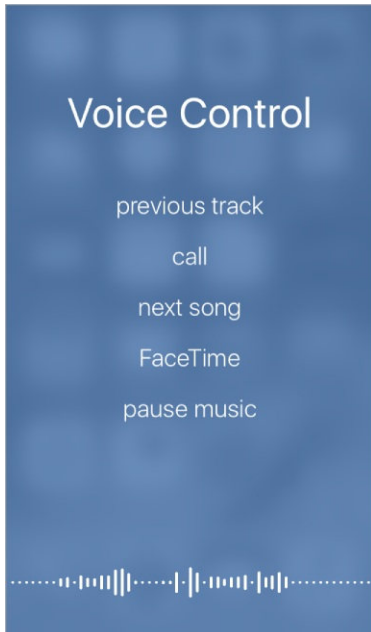 Voice Control
previous track
call
next song
FaceTime
pause music